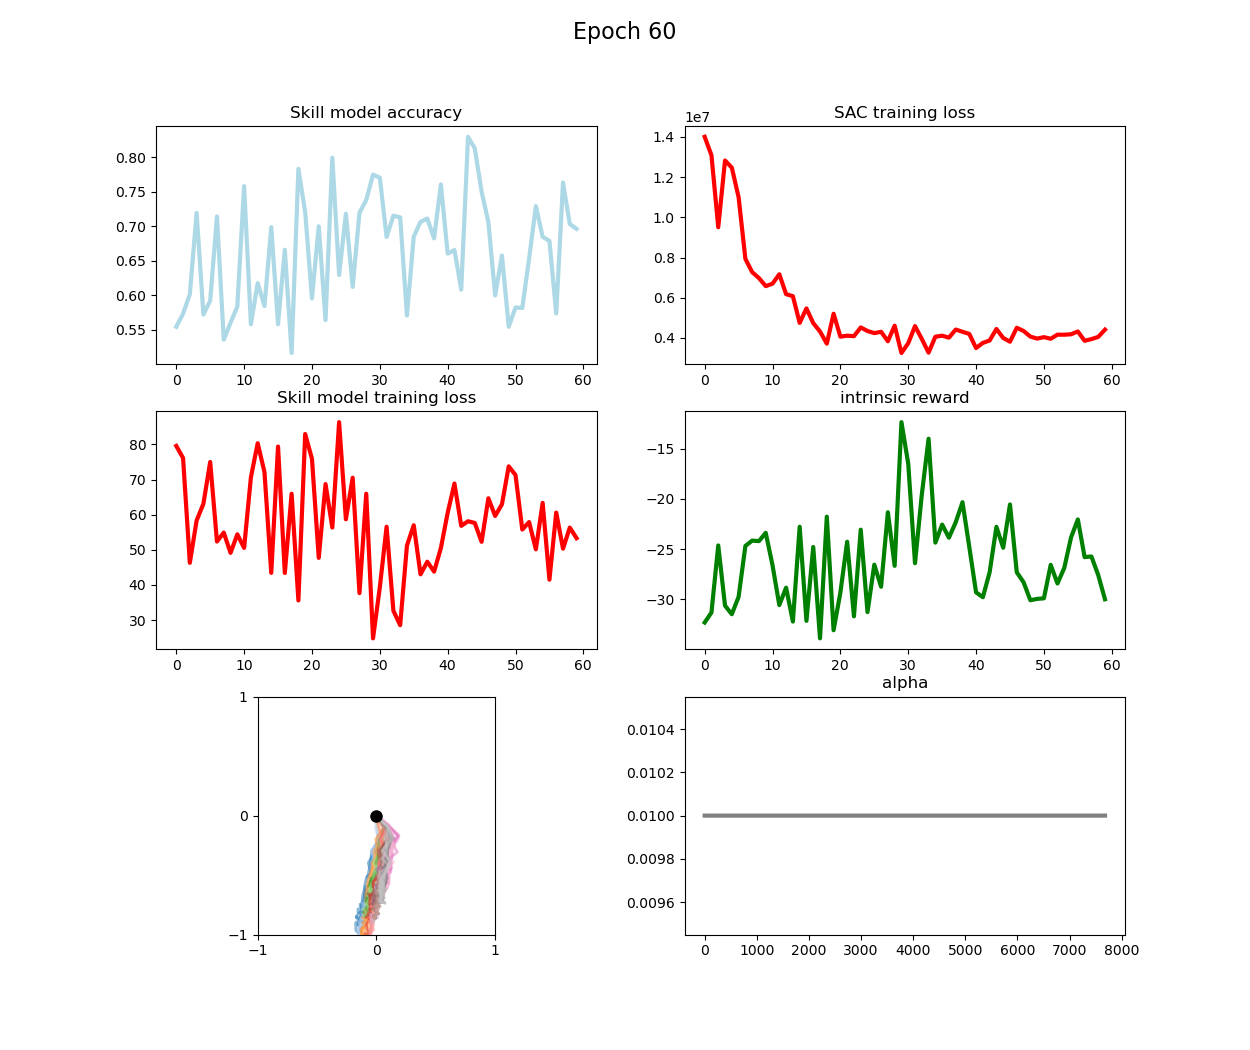 Epoch 60
Skill model accuracy
0.80
0.75
0.70
0.65
0.60
0.55
0 10 20 30 40 50 60
SAC training loss
1e7
1.4
1.2
1.0
0.8
0.6
0.4
0 10 20 30 40 50 60
Skill model training loss
80
70
60
50
40
30
0 10 20 30 40 50 60
intrinsic reward
−15
−20
−25
−30
0 10 20 30 40 50 60
1
0
−1
−1 0 1
alpha
0.0104
0.0102
0.0100
0.0098
0.0096
0 1000 2000 3000 4000 5000 6000 7000 8000